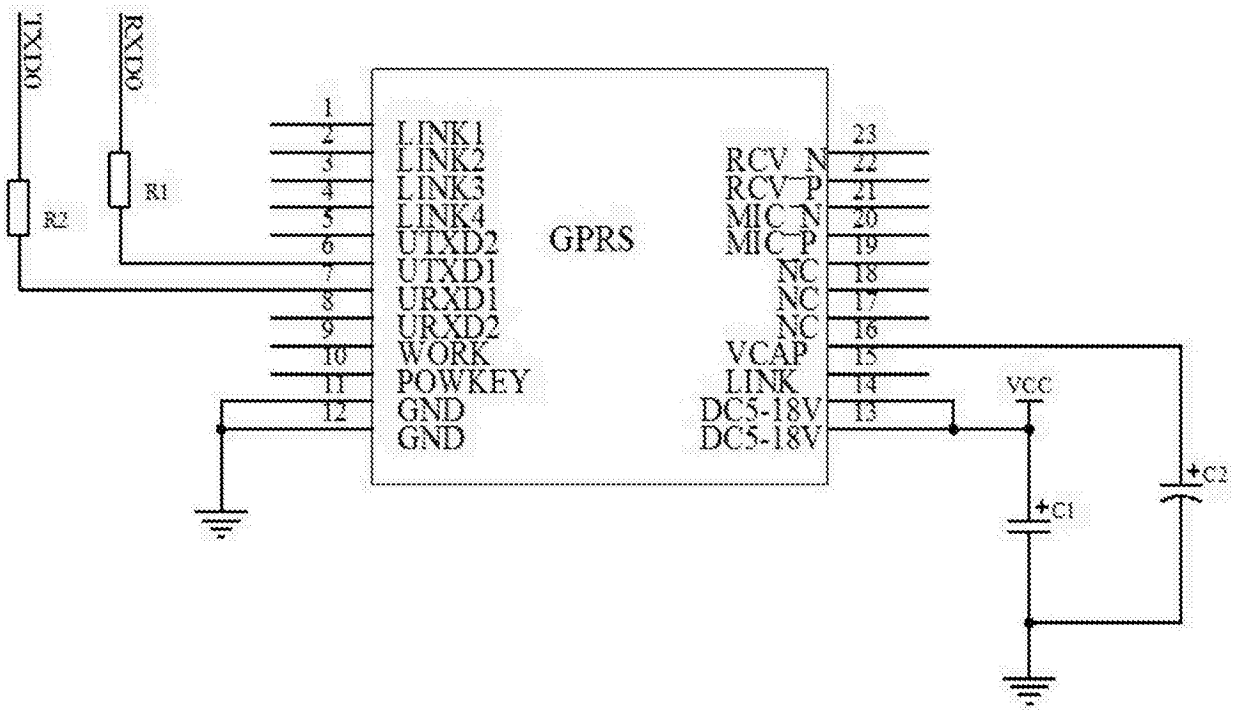 TXD0
RXD0
R1
R2
GPRS
1
2
3
4
5
6
7
8
9
10
11
12
LINK1
LINK2
LINK3
LINK4
UTXD2
UTXD1
URXD1
URXD2
WORK
POWKEY
GND
GND
RCV_N
RCV_P
MIC_N
MIC_P
NC
NC
NC
VCAP
LINK
DC5-18V
DC5-18V
23
22
21
20
19
18
17
16
15
14
13
VCC
+C1
+C2